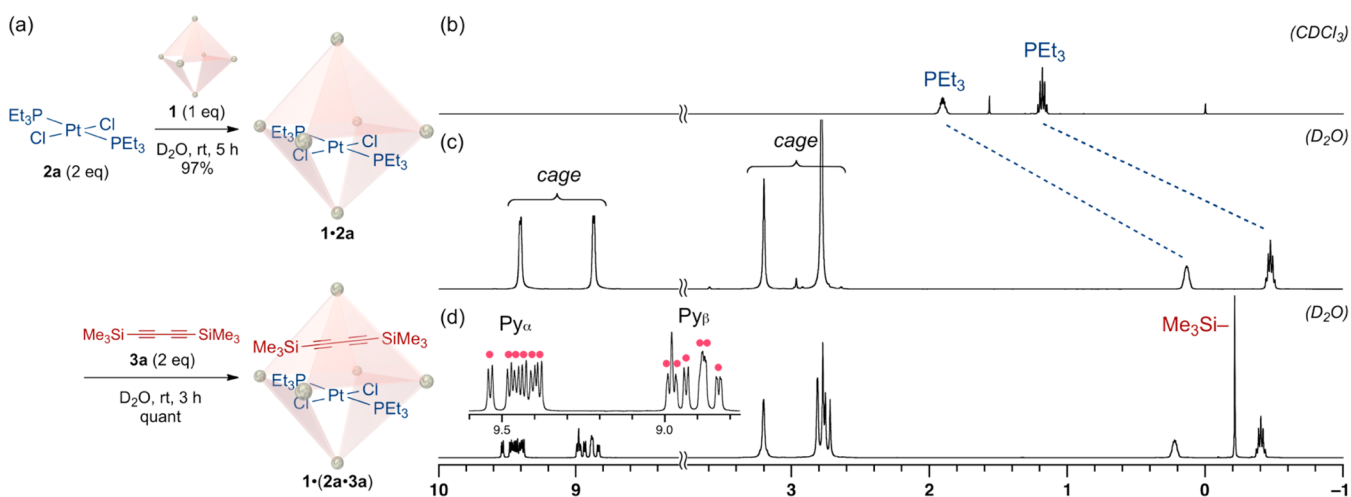 (a)
1 (1 eq)
D2O, rt, 5 h
97%
Et3P
Cl
Pt
Cl
PEt3
2a (2 eq)
Et3P
Cl
Pt
Cl
PEt3
1•2a
Me3Si
SiMe3
3a (2 eq)
D2O, rt, 3 h
quant
Me3Si
SiMe3
Et3P
Cl
Pt
Cl
PEt3
1•(2a•3a)
(b)
(CDCl3)
PEt3
PEt3
(c)
(D2O)
cage
cage
(d)
(D2O)
Pyα
Pyβ
Me3Si–
9.5
9.0
10
9
3
2
1
0
–1